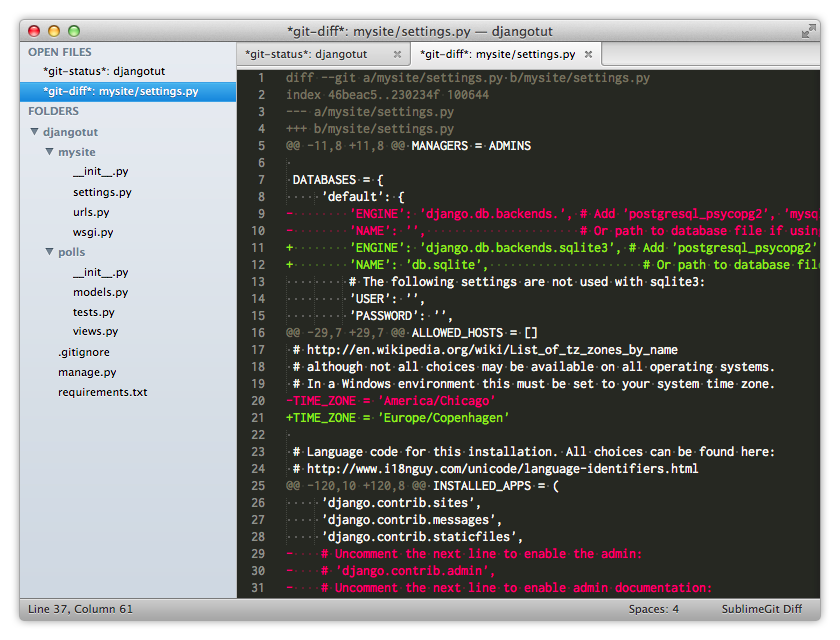 *git-diff*: mysite/settings.py — djangotut
OPEN FILES
*git-status*: djangotut
*git-diff*: mysite/settings.py
FOLDERS
djangotut
mysite
__init__.py
settings.py
urls.py
wsgi.py
polls
__init__.py
models.py
tests.py
views.py
.gitignore
manage.py
requirements.txt
*git-status*: djangotut
*git-diff*: mysite/settings.py
1 diff --git a/mysite/settings.py b/mysite/settings.py
2 index 46beac5..230234f 100644
3 --- a/mysite/settings.py
4 +++ b/mysite/settings.py
5 @@ -11,8 +11,8 @@ MANAGERS = ADMINS
6
7 DATABASES = {
8 'default': {
9 - 'ENGINE': 'django.db.backends.', # Add 'postgresql_psycopg2', 'mysq
10 - 'NAME': '', # Or path to database file if usin
11 + 'ENGINE': 'django.db.backends.sqlite3', # Add 'postgresql_psycopg2'
12 + 'NAME': 'db.sqlite', # Or path to database fil
13 # The following settings are not used with sqlite3:
14 'USER': '',
15 'PASSWORD': '',
16 @@ -29,7 +29,7 @@ ALLOWED_HOSTS = []
17 # http://en.wikipedia.org/wiki/List_of_tz_zones_by_name
18 # although not all choices may be available on all operating systems.
19 # In a Windows environment this must be set to your system time zone.
20 -TIME_ZONE = 'America/Chicago'
21 +TIME_ZONE = 'Europe/Copenhagen'
22
23 # Language code for this installation. All choices can be found here:
24 # http://www.i18nguy.com/unicode/language-identifiers.html
25 @@ -120,10 +120,8 @@ INSTALLED_APPS = (
26 'django.contrib.sites',
27 'django.contrib.messages',
28 'django.contrib.staticfiles',
29 - # Uncomment the next line to enable the admin:
30 - # 'django.contrib.admin',
31 - # Uncomment the next line to enable admin documentation:
Line 37, Column 61
Spaces: 4
SublimeGit Diff